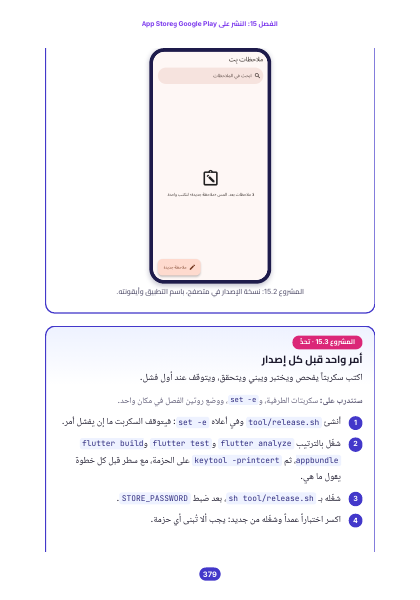 الفصل 15: النشر على Google Play وApp Store
ملاحظات بت
ابحث في الملاحظات
لا ملاحظات بعد. المس «ملاحظة جديدة» لتكتب واحدة.
ملاحظة جديدة
المشروع 15.2: نسخة الإصدار في متصفح، باسم التطبيق وأيقونته.
المشروع 15.3 · تحدٍّ
أمر واحد قبل كل إصدار
اكتب سكربتاً يفحص ويختبر ويبني ويتحقق، ويتوقف عند أول فشل.
ستتدرب على: سكربتات الطرفية، و set -e، ووضع روتين الفصل في مكان واحد.
1 أنشئ tool/release.sh وفي أعلاه set -e: فيتوقف السكربت ما إن يفشل أمر.
2 شغّل بالترتيب flutter analyze و flutter test و flutter build
appbundle، ثم keytool -printcert على الحزمة، مع سطر قبل كل خطوة
يقول ما هي.
3 شغّله بـ sh tool/release.sh، بعد ضبط STORE_PASSWORD.
4 اكسر اختباراً عمداً وشغّله من جديد: يجب ألا تُبنى أي حزمة.
379